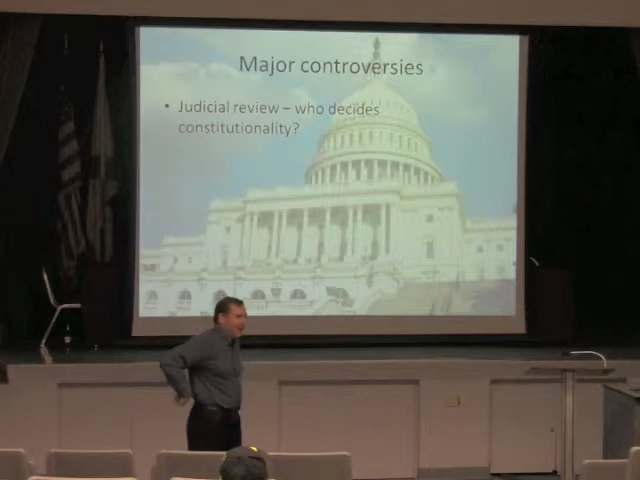 Major controversies
• Judicial review – who decides
constitutionality?